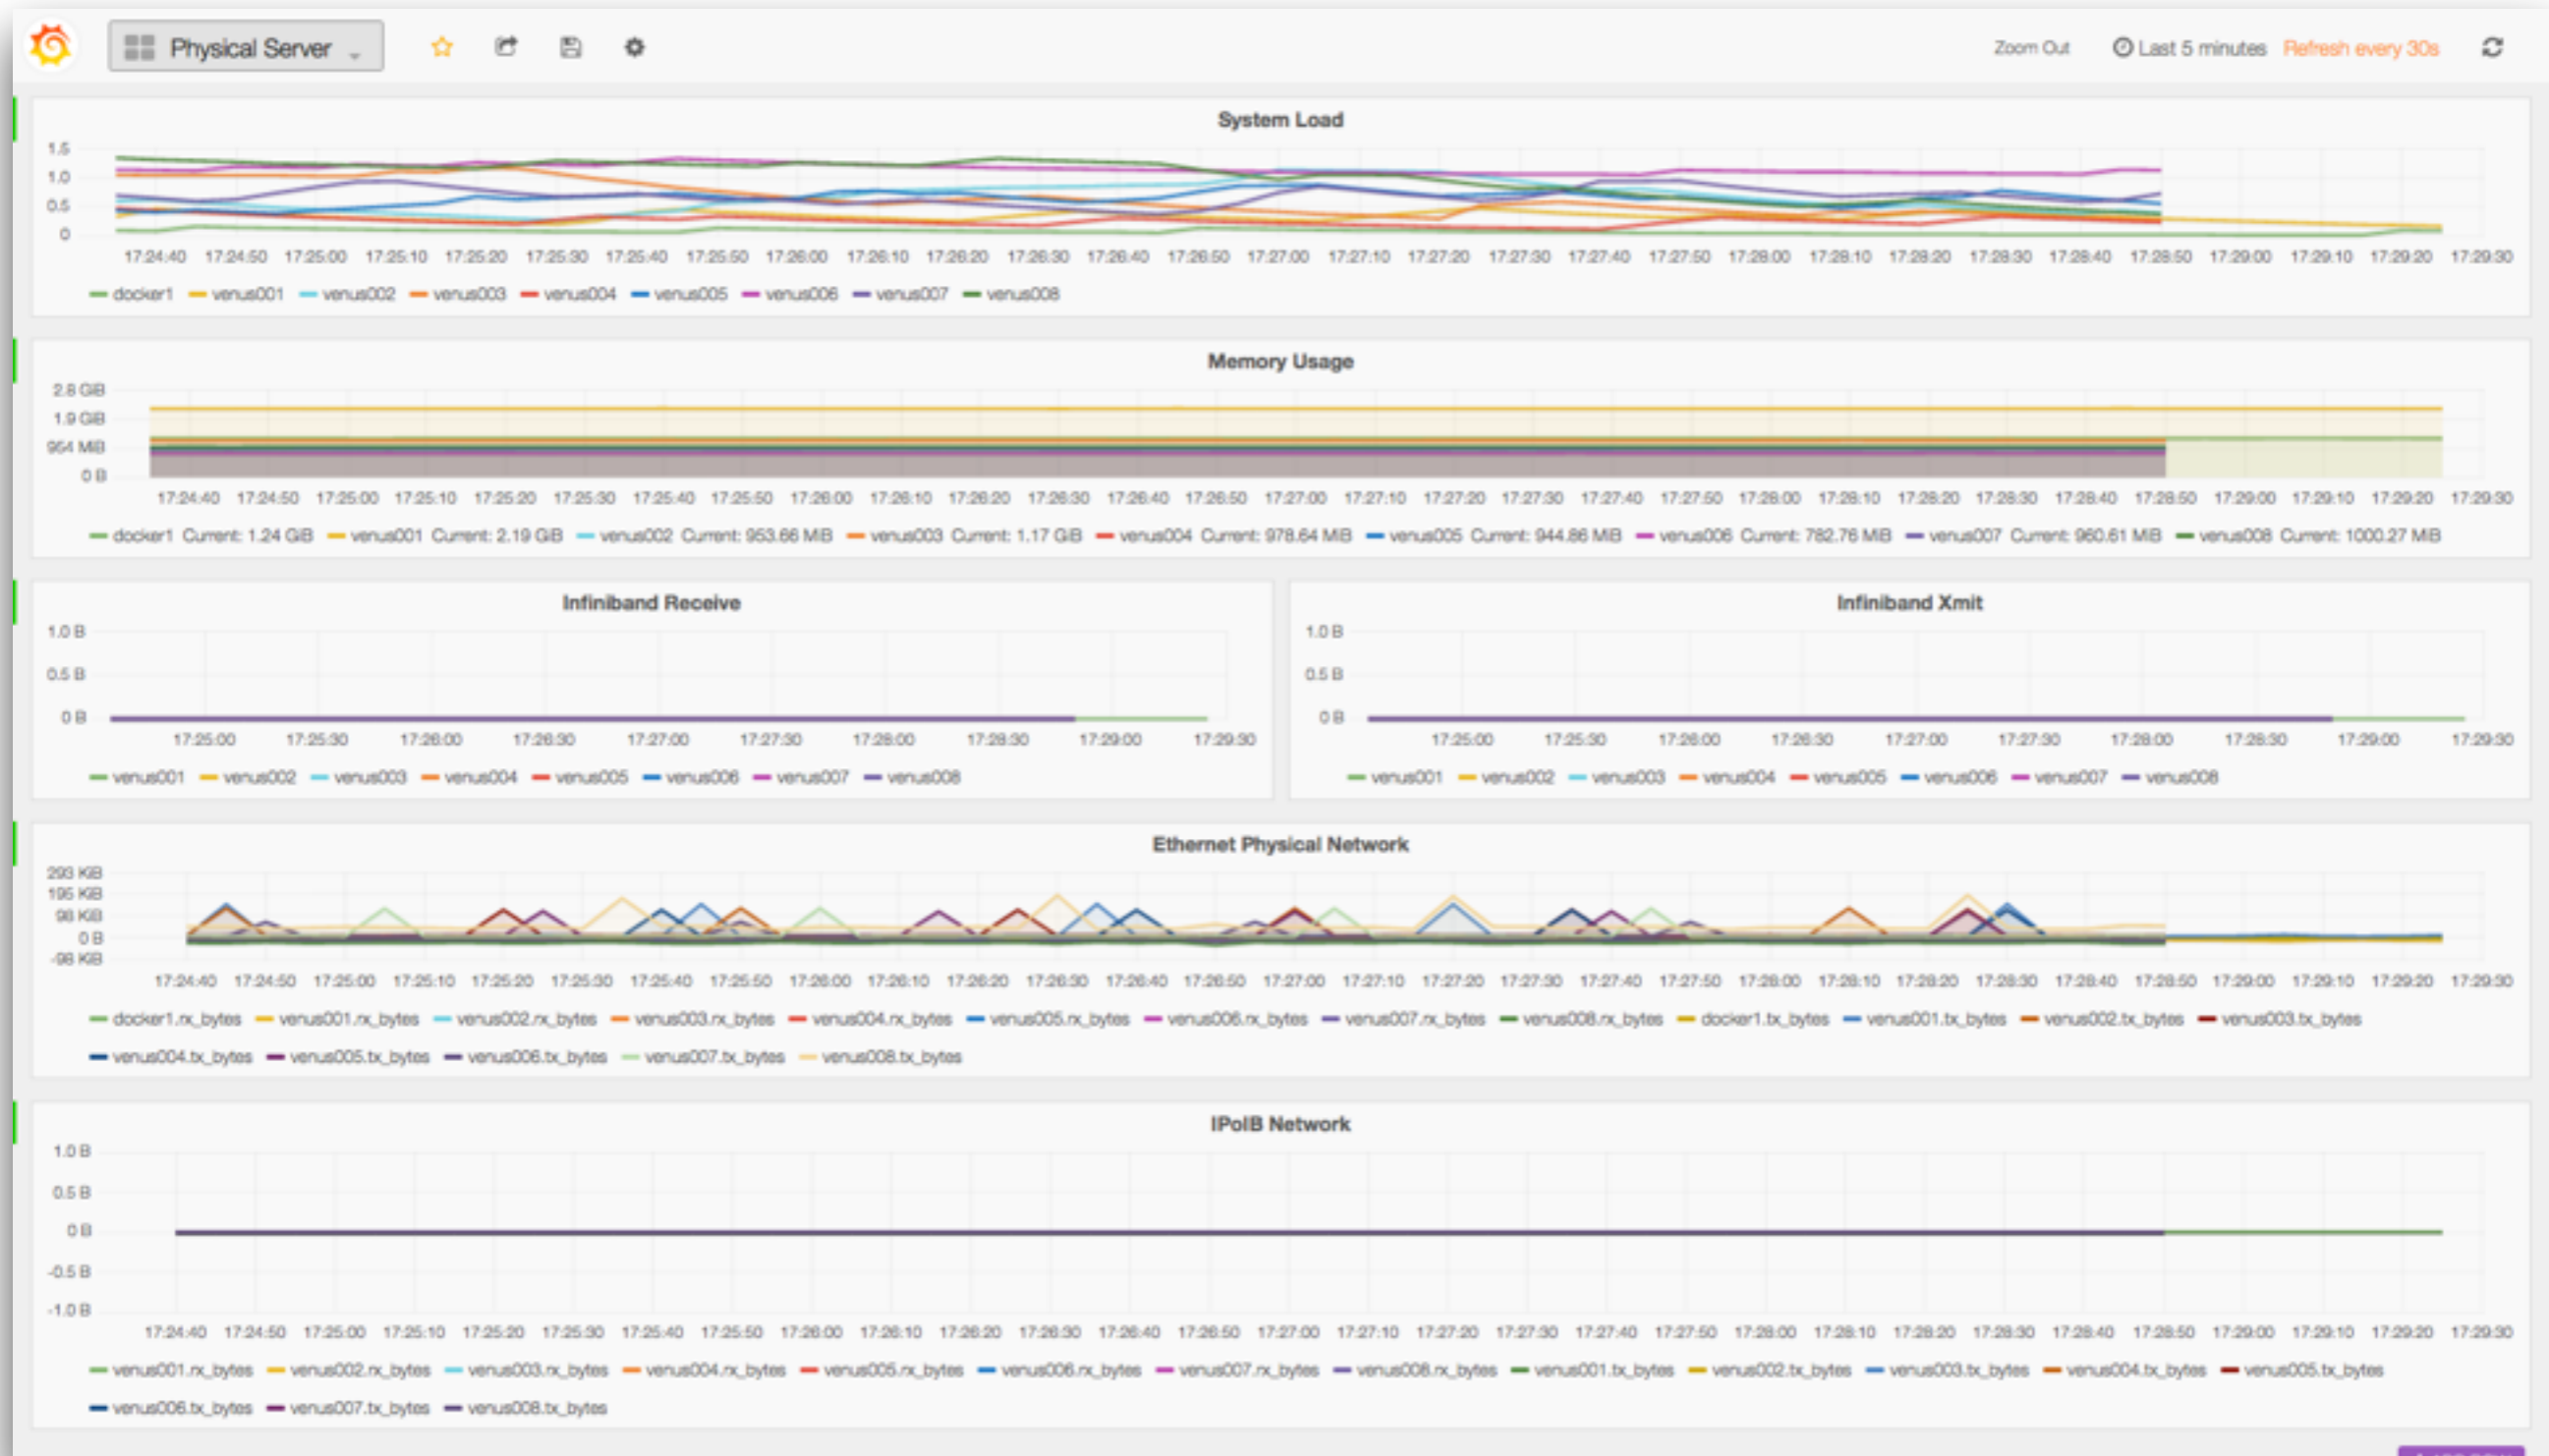 Physical Server
Zoom Out Last 5 minutes Refresh every 30s
System Load
1.5
1.0
0.5
0
17:24:40 17:24:50 17:25:00 17:25:10 17:25:20 17:25:30 17:25:40 17:25:50 17:26:00 17:26:10 17:26:20 17:26:30 17:26:40 17:26:50 17:27:00 17:27:10 17:27:20 17:27:30 17:27:40 17:27:50 17:28:00 17:28:10 17:28:20 17:28:30 17:28:40 17:28:50 17:29:00 17:29:10 17:29:20 17:29:30
docker1 venus001 venus002 venus003 venus004 venus005 venus006 venus007 venus008
Memory Usage
2.8 GiB
1.9 GiB
954 MiB
0 B
17:24:40 17:24:50 17:25:00 17:25:10 17:25:20 17:25:30 17:25:40 17:25:50 17:26:00 17:26:10 17:26:20 17:26:30 17:26:40 17:26:50 17:27:00 17:27:10 17:27:20 17:27:30 17:27:40 17:27:50 17:28:00 17:28:10 17:28:20 17:28:30 17:28:40 17:28:50 17:29:00 17:29:10 17:29:20 17:29:30
docker1 Current: 1.24 GiB venus001 Current: 2.19 GiB venus002 Current: 953.66 MiB venus003 Current: 1.17 GiB venus004 Current: 978.64 MiB venus005 Current: 944.86 MiB venus006 Current: 782.76 MiB venus007 Current: 960.61 MiB venus008 Current: 1000.27 MiB
Infiniband Receive
1.0 B
0.5 B
0 B
17:25:00 17:25:30 17:26:00 17:26:30 17:27:00 17:27:30 17:28:00 17:28:30 17:29:00 17:29:30
venus001 venus002 venus003 venus004 venus005 venus006 venus007 venus008
Infiniband Xmit
1.0 B
0.5 B
0 B
17:25:00 17:25:30 17:26:00 17:26:30 17:27:00 17:27:30 17:28:00 17:28:30 17:29:00 17:29:30
venus001 venus002 venus003 venus004 venus005 venus006 venus007 venus008
Ethernet Physical Network
293 KiB
195 KiB
98 KiB
0 B
-98 KiB
17:24:40 17:24:50 17:25:00 17:25:10 17:25:20 17:25:30 17:25:40 17:25:50 17:26:00 17:26:10 17:26:20 17:26:30 17:26:40 17:26:50 17:27:00 17:27:10 17:27:20 17:27:30 17:27:40 17:27:50 17:28:00 17:28:10 17:28:20 17:28:30 17:28:40 17:28:50 17:29:00 17:29:10 17:29:20 17:29:30
docker1.rx_bytes venus001.rx_bytes venus002.rx_bytes venus003.rx_bytes venus004.rx_bytes venus005.rx_bytes venus006.rx_bytes venus007.rx_bytes venus008.rx_bytes docker1.tx_bytes venus001.tx_bytes venus002.tx_bytes venus003.tx_bytes
venus004.tx_bytes venus005.tx_bytes venus006.tx_bytes venus007.tx_bytes venus008.tx_bytes
IPoIB Network
1.0 B
0.5 B
0 B
-0.5 B
-1.0 B
17:24:40 17:24:50 17:25:00 17:25:10 17:25:20 17:25:30 17:25:40 17:25:50 17:26:00 17:26:10 17:26:20 17:26:30 17:26:40 17:26:50 17:27:00 17:27:10 17:27:20 17:27:30 17:27:40 17:27:50 17:28:00 17:28:10 17:28:20 17:28:30 17:28:40 17:28:50 17:29:00 17:29:10 17:29:20 17:29:30
venus001.rx_bytes venus002.rx_bytes venus003.rx_bytes venus004.rx_bytes venus005.rx_bytes venus006.rx_bytes venus007.rx_bytes venus008.rx_bytes venus001.tx_bytes venus002.tx_bytes venus003.tx_bytes venus004.tx_bytes venus005.tx_bytes
venus006.tx_bytes venus007.tx_bytes venus008.tx_bytes